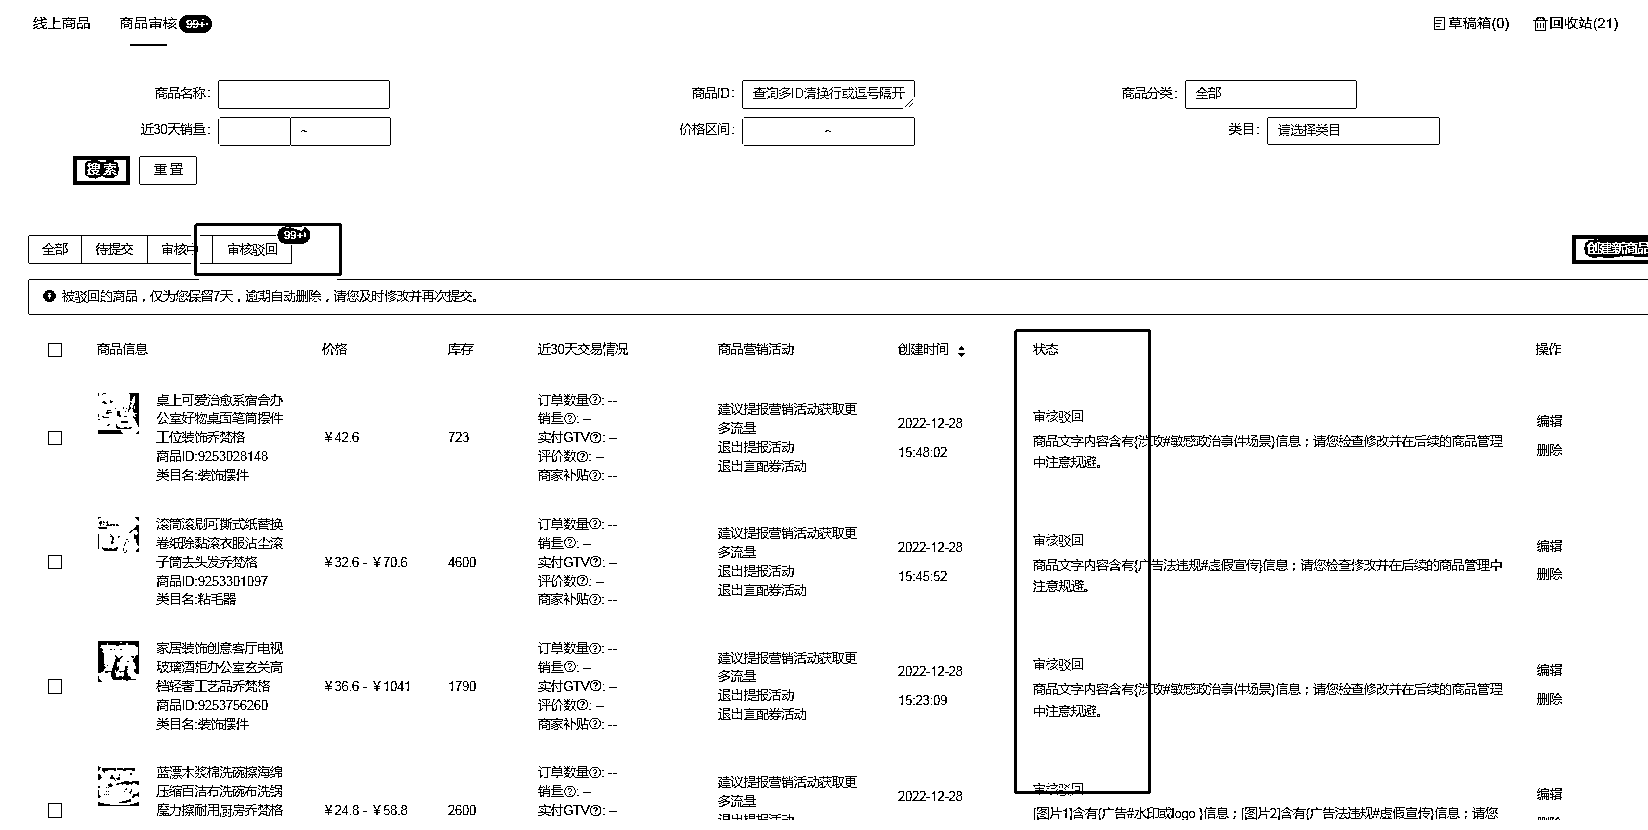 线上商品 商品审核 99+ 草稿箱(0) 回收站(21)
商品名称: 商品ID: 查询多ID请换行或逗号隔开 商品分类: 全部
近30天销量: ~ 价格区间: ~ 类目: 请选择类目
搜索 重置
全部 待提交 审核中 审核驳回 99+ 创建新商品
被驳回的商品，仅为您保留7天，逾期自动删除，请您及时修改并再次提交。
商品信息 价格 库存 近30天交易情况 商品营销活动 创建时间 状态 操作
桌上可爱治愈系宿舍办
公室好物桌面笔筒摆件
工位装饰乔梵格
商品ID:9253028148
类目名:装饰摆件
￥42.6
723
订单数量: --
销量: --
实付GTV: --
评价数: --
商家补贴: --
建议提报营销活动获取更
多流量
退出提报活动
退出直配券活动
2022-12-28
15:48:02
审核驳回
商品文字内容含有{涉政#敏感政治事件场景}信息；请您检查修改并在后续的商品管理
中注意规避。
编辑
删除
滚筒滚刷可撕式纸替换
卷纸除黏滚衣服沾尘滚
子筒去头发乔梵格
商品ID:9253301097
类目名:粘毛器
￥32.6 - ￥70.6
4600
订单数量: --
销量: --
实付GTV: --
评价数: --
商家补贴: --
建议提报营销活动获取更
多流量
退出提报活动
退出直配券活动
2022-12-28
15:45:52
审核驳回
商品文字内容含有{广告法违规#虚假宣传}信息；请您检查修改并在后续的商品管理中
注意规避。
编辑
删除
家居装饰创意客厅电视
玻璃酒柜办公室玄关高
档轻奢工艺品乔梵格
商品ID:9253756260
类目名:装饰摆件
￥36.6 - ￥1041
1790
订单数量: --
销量: --
实付GTV: --
评价数: --
商家补贴: --
建议提报营销活动获取更
多流量
退出提报活动
退出直配券活动
2022-12-28
15:23:09
审核驳回
商品文字内容含有{涉政#敏感政治事件场景}信息；请您检查修改并在后续的商品管理
中注意规避。
编辑
删除
蓝漂木浆棉洗碗擦海绵
压缩百洁布洗碗布洗锅
魔力擦耐用厨房乔梵格
￥24.8 - ￥58.8
2600
订单数量: --
销量: --
实付GTV: --
建议提报营销活动获取更
多流量
退出提报活动
2022-12-28
审核驳回
[图片1]含有{广告#水印或logo }信息；[图片2]含有{广告法违规#虚假宣传}信息；请您
编辑
删除